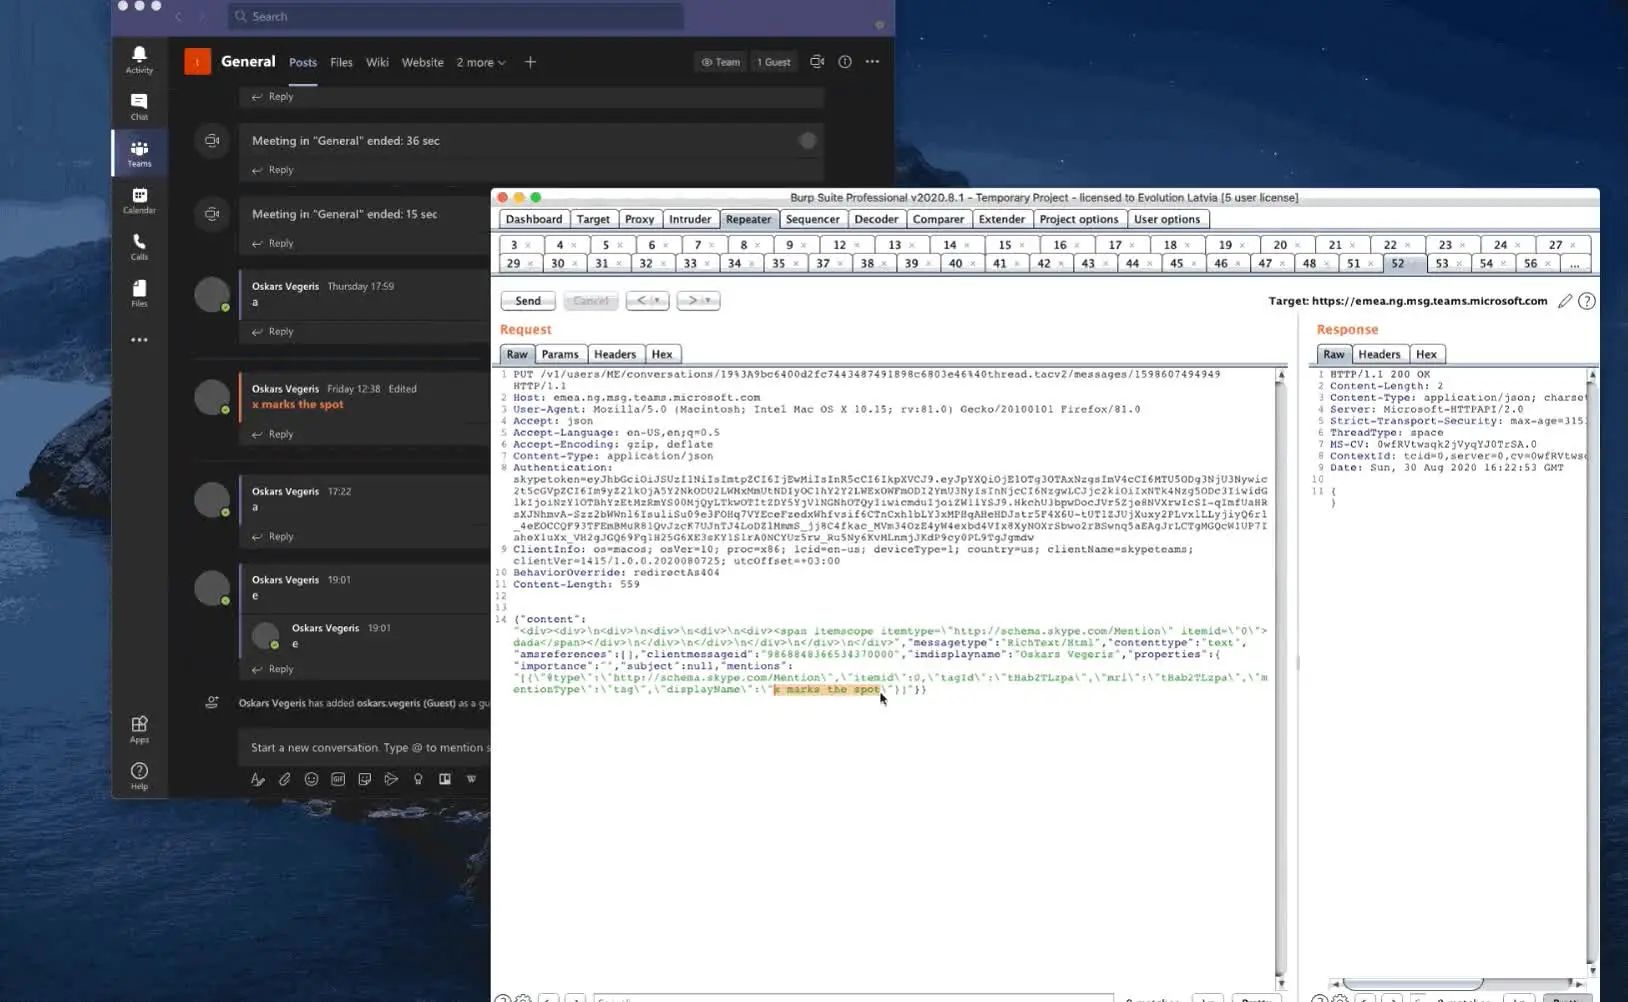 Search
Activity
Chat
Teams
Calendar
Calls
Files
Apps
Help
General Posts Files Wiki Website 2 more Team 1 Guest
Reply
Meeting in "General" ended: 36 sec
Reply
Meeting in "General" ended: 15 sec
Reply
Oskars Vegeris Thursday 17:59
a
Reply
Oskars Vegeris Friday 12:38 Edited
x marks the spot
Reply
Oskars Vegeris 17:22
a
Reply
Oskars Vegeris 19:01
e
Oskars Vegeris 19:01
e
Reply
Oskars Vegeris has added oskars.vegeris (Guest) as a gu
Start a new conversation. Type @ to mention s
GIF
Burp Suite Professional v2020.8.1 - Temporary Project - licensed to Evolution Latvia [5 user license]
Dashboard Target Proxy Intruder Repeater Sequencer Decoder Comparer Extender Project options User options
3 × 4 × 5 × 6 × 7 × 8 × 9 × 12 × 13 × 14 × 15 × 16 × 17 × 18 × 19 × 20 × 21 × 22 × 23 × 24 × 27 ×
29 × 30 × 31 × 32 × 33 × 34 × 35 × 37 × 38 × 39 × 40 × 41 × 42 × 43 × 44 × 45 × 46 × 47 × 48 × 51 × 52 × 53 × 54 × 56 × ...
Send Cancel < >
Target: https://emea.ng.msg.teams.microsoft.com
Request
Raw Params Headers Hex
1 PUT /v1/users/ME/conversations/19%3A9bc6400d2fc7443487491898c6803e46%40thread.tacv2/messages/1598607494949
HTTP/1.1
2 Host: emea.ng.msg.teams.microsoft.com
3 User-Agent: Mozilla/5.0 (Macintosh; Intel Mac OS X 10.15; rv:81.0) Gecko/20100101 Firefox/81.0
4 Accept: json
5 Accept-Language: en-US,en;q=0.5
6 Accept-Encoding: gzip, deflate
7 Content-Type: application/json
8 Authentication:
9 ClientInfo: os=macos; osVer=10; proc=x86; lcid=en-us; deviceType=1; country=us; clientName=skypeteams;
clientVer=1415/1.0.0.2020080725; utcOffset=+03:00
10 BehaviorOverride: redirectAs404
11 Content-Length: 559
12
13
14 {"content":
"<div><div>\n<div>\n<div>\n<div>\n<div><span itemscope itemtype=\"http://schema.skype.com/Mention\" itemid=\"0\">
dada</span></div>\n</div>\n</div>\n</div>\n</div></div>","messagetype":"RichText/Html","contenttype":"text",
"amsreferences":[],"clientmessageid":"9868848366534370000","imdisplayname":"Oskars Vegeris","properties":{
"importance":"","subject":null,"mentions":
"[{\"@type\":\"http://schema.skype.com/Mention\",\"itemid\":0,\"tagId\":\"tHab2TLzpa\",\"mri\":\"tHab2TLzpa\",\"m
entionType\":\"tag\",\"displayName\":\"x marks the spot\"}]"}}
Response
Raw Headers Hex
1 HTTP/1.1 200 OK
2 Content-Length: 2
3 Content-Type: application/json; charse
4 Server: Microsoft-HTTPAPI/2.0
5 Strict-Transport-Security: max-age=315
6 ThreadType: space
7 MS-CV: 0wfRVtwsqk2jVyqYJ0TrSA.0
8 ContextId: tcid=0,server=0,cv=0wfRVtws
9 Date: Sun, 30 Aug 2020 16:22:53 GMT
10
11 {
}